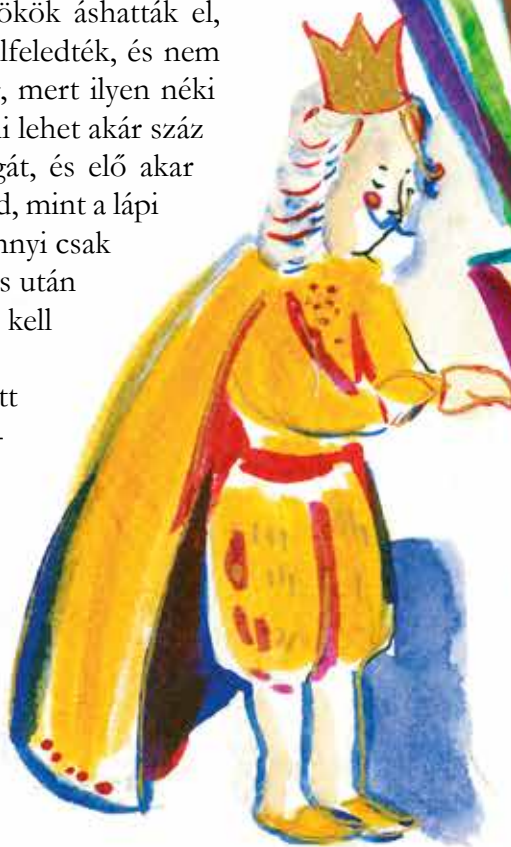 ökök áshatták el,
lfeledték, és nem
, mert ilyen néki
i lehet akár száz
gát, és elő akar
d, mint a lápi
nnyi csak
s után
kell
tt
-